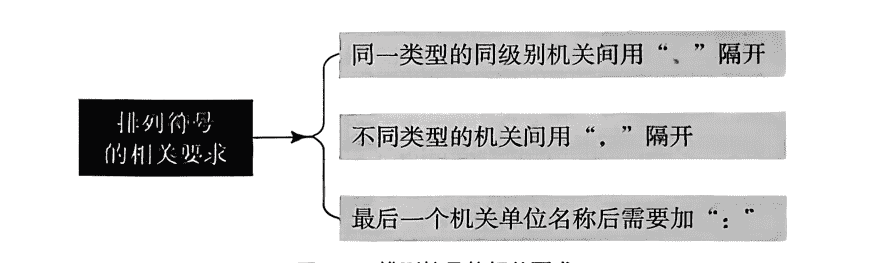 排列符号
的相关要求
同一类型的同级别机关间用“、”隔开
不同类型的机关间用“，”隔开
最后一个机关单位名称后需要加“：”